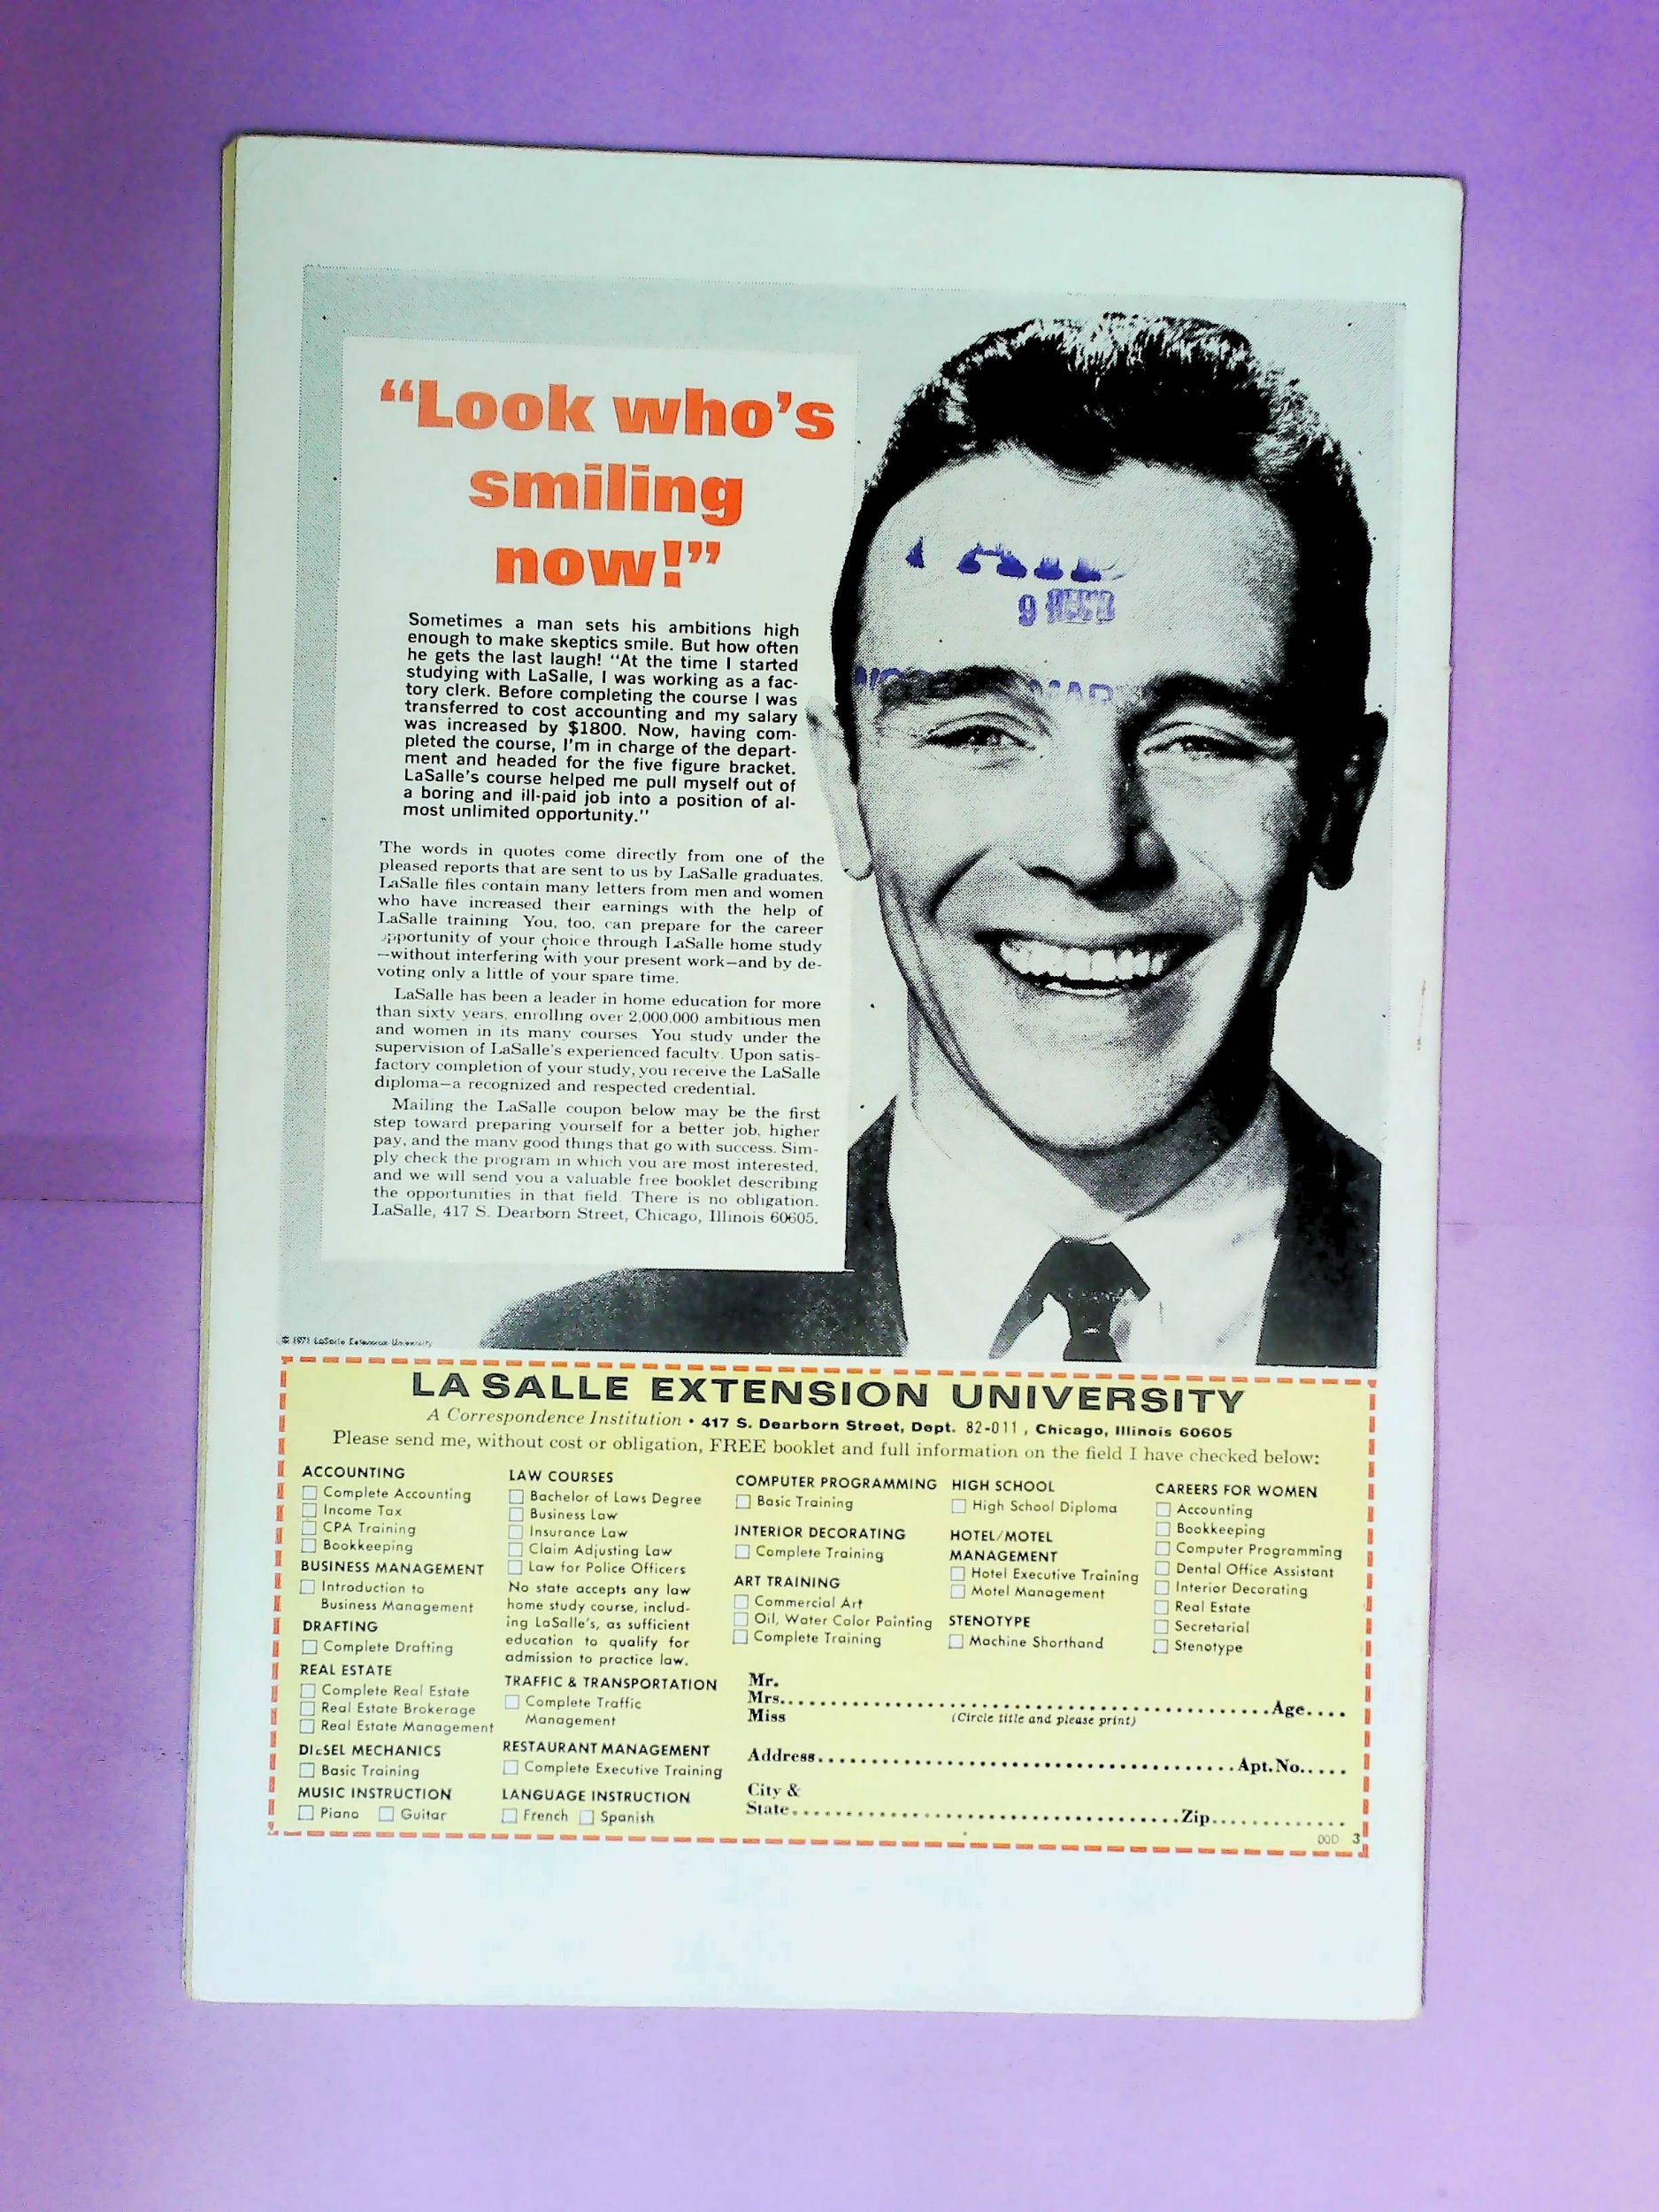 “Look who’s
smiling
now!”
Sometimes a man sets his ambitions high
enough to make skeptics smile. But how often
he gets the last laugh! “At the time I started
studying with LaSalle, I was working as a fac-
tory clerk. Before completing the course I was
transferred to cost accounting and my salary
was increased by $1800. Now, having com-
pleted the course, I’m in charge of the depart-
ment and headed for the five figure bracket.
LaSalle’s course helped me pull myself out of
a boring and ill-paid job into a position of al-
most unlimited opportunity.”
The words in quotes come directly from one of the
pleased reports that are sent to us by LaSalle graduates.
LaSalle files contain many letters from men and women
who have increased their earnings with the help of
LaSalle training You, too, can prepare for the career
opportunity of your choice through LaSalle home study
—without interfering with your present work—and by de-
voting only a little of your spare time.
LaSalle has been a leader in home education for more
than sixty years, enrolling over 2,000,000 ambitious men
and women in its many courses You study under the
supervision of LaSalle’s experienced faculty. Upon satis-
factory completion of your study, you receive the LaSalle
diploma—a recognized and respected credential.
Mailing the LaSalle coupon below may be the first
step toward preparing yourself for a better job, higher
pay, and the many good things that go with success. Sim-
ply check the program in which you are most interested,
and we will send you a valuable free booklet describing
the opportunities in that field There is no obligation.
LaSalle, 417 S. Dearborn Street, Chicago, Illinois 60605.
© 1971 LaSalle Extension University
LA SALLE EXTENSION UNIVERSITY
A Correspondence Institution • 417 S. Dearborn Street, Dept. 82-011, Chicago, Illinois 60605
Please send me, without cost or obligation, FREE booklet and full information on the field I have checked below:
ACCOUNTING
Complete Accounting
Income Tax
CPA Training
Bookkeeping
BUSINESS MANAGEMENT
Introduction to
Business Management
DRAFTING
Complete Drafting
REAL ESTATE
Complete Real Estate
Real Estate Brokerage
Real Estate Management
DIESEL MECHANICS
Basic Training
MUSIC INSTRUCTION
Piano Guitar
LAW COURSES
Bachelor of Laws Degree
Business Law
Insurance Law
Claim Adjusting Law
Law for Police Officers
No state accepts any law
home study course, includ-
ing LaSalle’s, as sufficient
education to qualify for
admission to practice law.
TRAFFIC & TRANSPORTATION
Complete Traffic
Management
RESTAURANT MANAGEMENT
Complete Executive Training
LANGUAGE INSTRUCTION
French Spanish
COMPUTER PROGRAMMING
Basic Training
INTERIOR DECORATING
Complete Training
ART TRAINING
Commercial Art
Oil, Water Color Painting
Complete Training
HIGH SCHOOL
High School Diploma
HOTEL/MOTEL
MANAGEMENT
Hotel Executive Training
Motel Management
STENOTYPE
Machine Shorthand
CAREERS FOR WOMEN
Accounting
Bookkeeping
Computer Programming
Dental Office Assistant
Interior Decorating
Real Estate
Secretarial
Stenotype
Mr.
Mrs. Age
Miss (Circle title and please print)
Address Apt. No.
City &
State Zip
00D 3